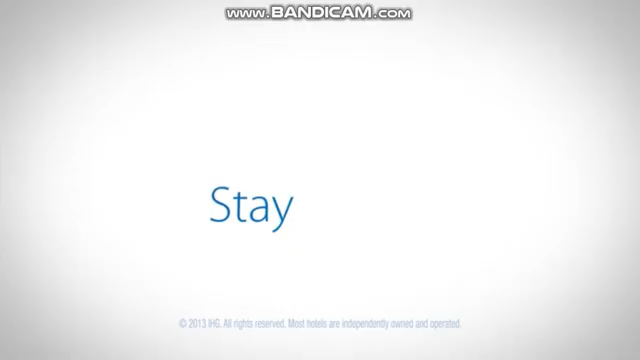 www.BANDICAM.com
Stay
© 2013 IHG. All rights reserved. Most hotels are independently owned and operated.